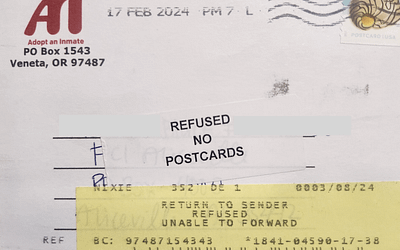 AI
Adopt an Inmate
PO Box 1543
Veneta, OR 97487
17 FEB 2024 PM 7 L
REFUSED
NO
POSTCARDS
NIXIE 352 DE 1 0003/08/24
RETURN TO SENDER
REFUSED
UNABLE TO FORWARD
REF BC: 97487154343 *1841-04590-17-38